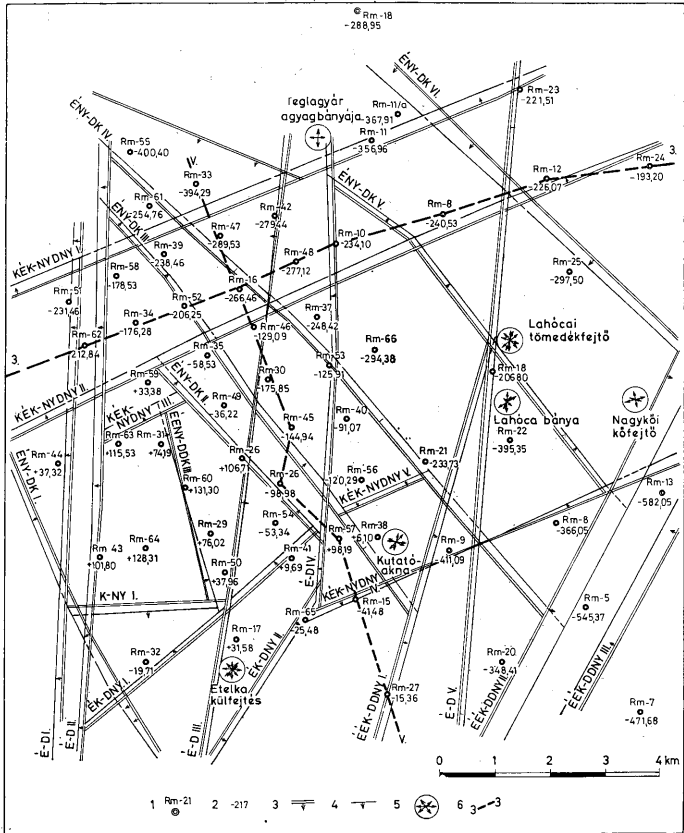 Rm-18
-288,95
ÉNY-DK VI.
Rm-23
-221,51
téglagyár
agyagbányája
Rm-11/a
-367,91
Rm-11
-356,96
ÉNY-DK IV.
Rm-55
-400,40
IV.
Rm-33
-394,29
Rm-24
-193,20
3.
Rm-12
-226,07
ÉNY-DK V.
Rm-61
-254,76
ÉNY-DK III.
Rm-42
-279,44
Rm-8
-240,53
Rm-47
-289,53
Rm-10
-234,10
KÉK-NYDNY I.
Rm-39
-238,46
Rm-48
-277,12
Rm-58
-178,53
Rm-16
-266,46
Rm-25
-297,50
Rm-51
-231,46
Rm-52
-206,25
Rm-34
-176,28
Rm-37
-248,42
Rm-46
-129,09
Rm-62
-212,84
3.
Rm-66
-294,38
Lahócai
tömedékfejtő
Rm-35
-58,53
Rm-53
-125,91
Rm-18
-206,80
Rm-59
+33,38
ÉNY-DK II.
Rm-30
-175,85
KÉK-NYDNY II.
Rm-49
-36,22
KÉK-
NYDNY III.
Rm-40
-91,07
Lahóca bánya
Nagykői
kőfejtő
Rm-45
-144,94
Rm-22
-395,35
Rm-63
+115,53
Rm-31
+74,9
ÉÉNY-DDK III.
Rm-44
+37,32
Rm-26
+106,71
Rm-21
-233,73
ÉNY-DK I.
Rm-60
+131,30
Rm-26
-98,98
Rm-56
-120,29
KÉK-NYDNY V.
Rm-13
-582,05
Rm-54
-53,34
Rm-29
+76,02
Rm-57
+98,19
Rm-38
+6,10
Rm-8
-366,05
Rm-64
+128,31
Rm-43
+101,80
Rm-41
+9,69
Kutató-
akna
Rm-9
-411,09
Rm-50
+37,96
É-D IV.
KÉK-NYDNY IV.
K-NY I.
Rm-15
-41,48
Rm-65
-25,48
Rm-5
-545,37
Rm-17
+31,58
Rm-32
-19,71
ÉK-DNY I.
Etelka
külfejtés
ÉK-DNY II.
Rm-20
-348,41
Rm-27
-15,36
ÉÉK-DDNY I.
É-D V.
ÉÉK-DDNY II.
ÉÉK-DDNY III.
Rm-7
-471,68
É-D I.
É-D II.
É-D III.
V.
0 1 2 3 4 km
1 Rm-21 2 -217 3 4 5 6 3 3